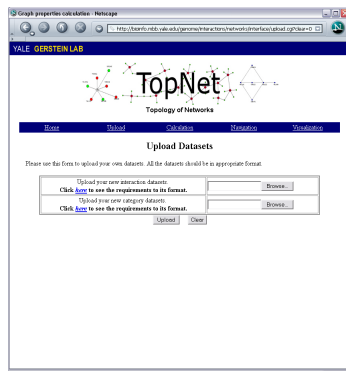 Graph properties calculation - Netscape
http://bioinfo.mbb.yale.edu/genome/interactions/networks/interface/upload.cgi?clear=0
YALE GERSTEIN LAB
TopNet
Topology of Networks
Home Upload Calculation Navigation Visualization
Upload Datasets
Please use this form to upload your own datasets. All the datasets should be in appropriate format.
Upload your new interaction datasets.
Click here to see the requirements to its format.
Browse...
Upload your new category datasets.
Click here to see the requirements to its format.
Browse...
Upload Clear